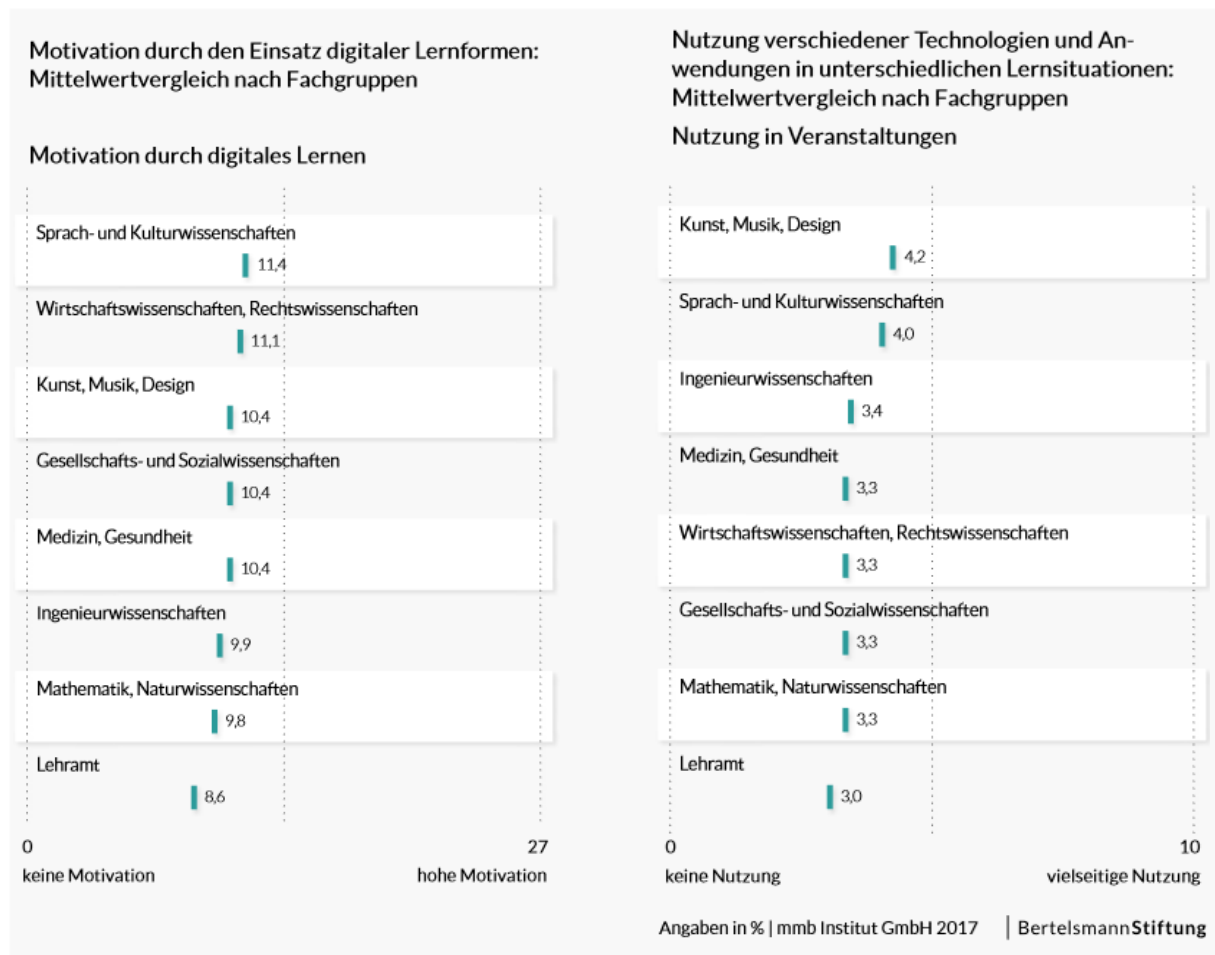 Motivation durch den Einsatz digitaler Lernformen:
Mittelwertvergleich nach Fachgruppen
Motivation durch digitales Lernen
Sprach- und Kulturwissenschaften
11,4
Wirtschaftswissenschaften, Rechtswissenschaften
11,1
Kunst, Musik, Design
10,4
Gesellschafts- und Sozialwissenschaften
10,4
Medizin, Gesundheit
10,4
Ingenieurwissenschaften
9,9
Mathematik, Naturwissenschaften
9,8
Lehramt
8,6
0 27
keine Motivation hohe Motivation
Nutzung verschiedener Technologien und An-
wendungen in unterschiedlichen Lernsituationen:
Mittelwertvergleich nach Fachgruppen
Nutzung in Veranstaltungen
Kunst, Musik, Design
4,2
Sprach- und Kulturwissenschaften
4,0
Ingenieurwissenschaften
3,4
Medizin, Gesundheit
3,3
Wirtschaftswissenschaften, Rechtswissenschaften
3,3
Gesellschafts- und Sozialwissenschaften
3,3
Mathematik, Naturwissenschaften
3,3
Lehramt
3,0
0 10
keine Nutzung vielseitige Nutzung
Angaben in % | mmb Institut GmbH 2017 | BertelsmannStiftung